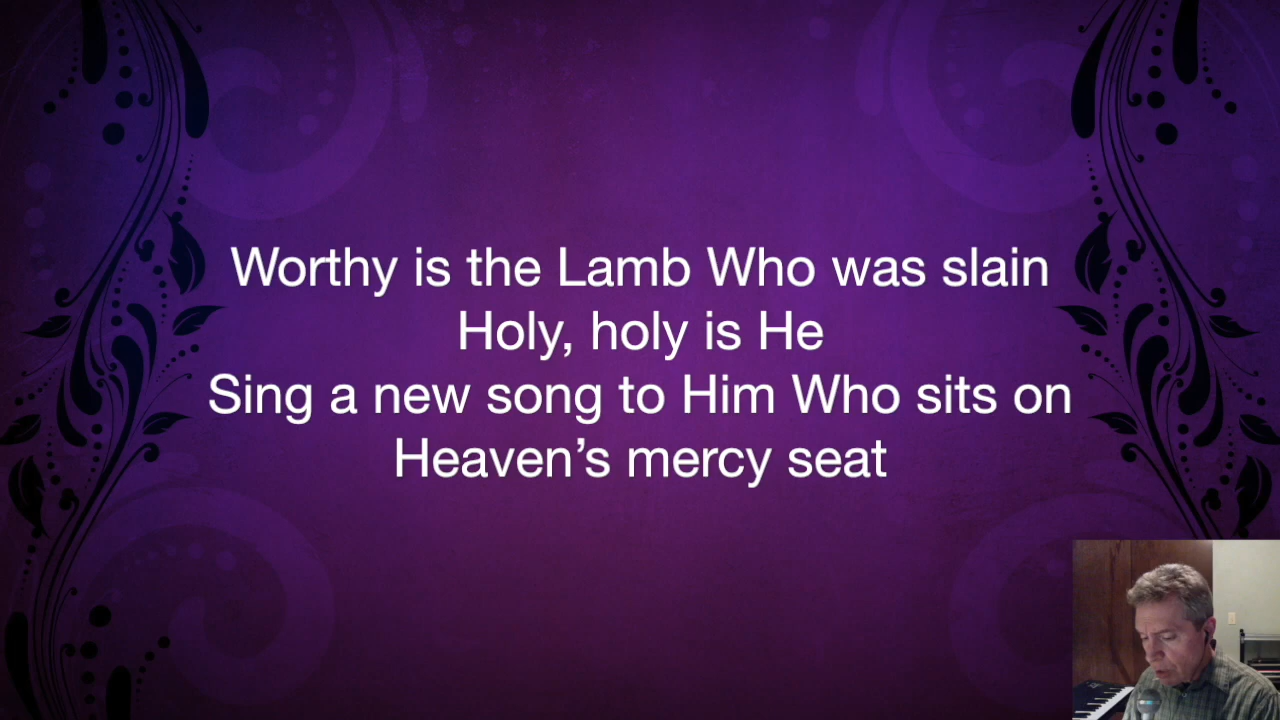 Worthy is the Lamb Who was slain
Holy, holy is He
Sing a new song to Him Who sits on
Heaven’s mercy seat